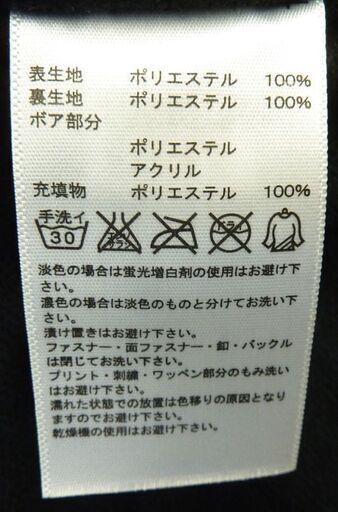 表生地 ポリエステル 100%
裏生地 ポリエステル 100%
ボア部分
ポリエステル
アクリル
充填物 ポリエステル 100%
手洗イ
30
エンソ
サラシ
ドライ
淡色の場合は蛍光増白剤の使用はお避け下
さい。
濃色の場合は淡色のものと分けてお洗い下
さい。
漬け置きはお避け下さい。
ファスナー・面ファスナー・釦・バックル
は閉じてお洗い下さい。
プリント・刺繍・ワッペン部分のもみ洗い
はお避け下さい。
濡れた状態での放置は色移りの原因となり
ますのでお避け下さい。
乾燥機の使用はお避け下さい。